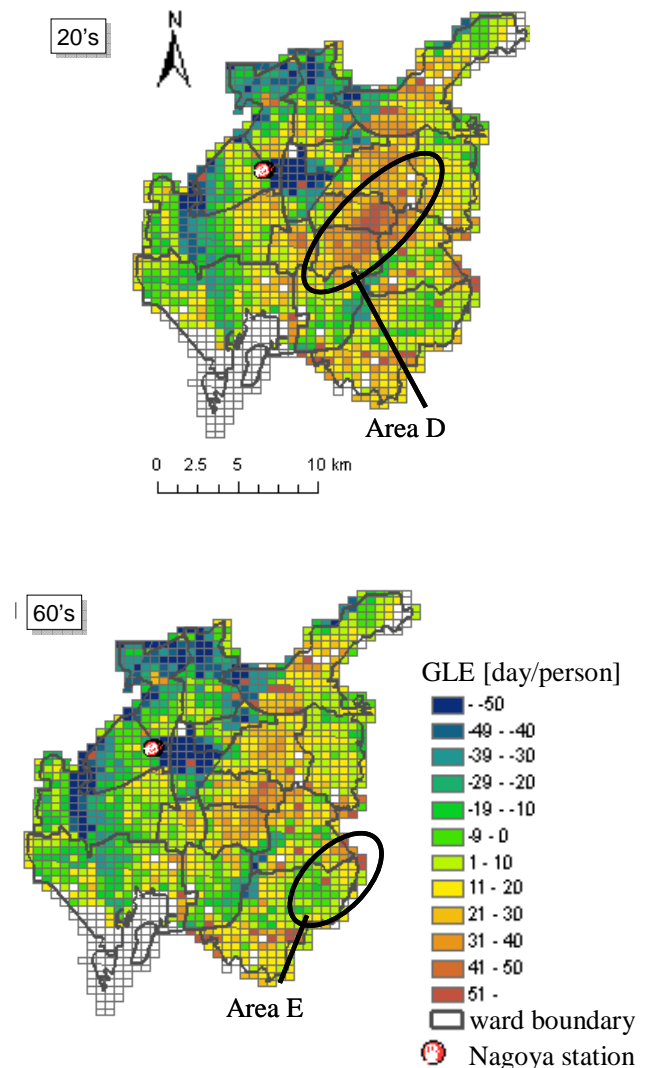 20's
N
Area D
0 2.5 5 10 km
60's
GLE [day/person]
- -50
-49 - -40
-39 - -30
-29 - -20
-19 - -10
-9 - 0
1 - 10
11 - 20
21 - 30
31 - 40
41 - 50
51 -
ward boundary
Nagoya station
Area E